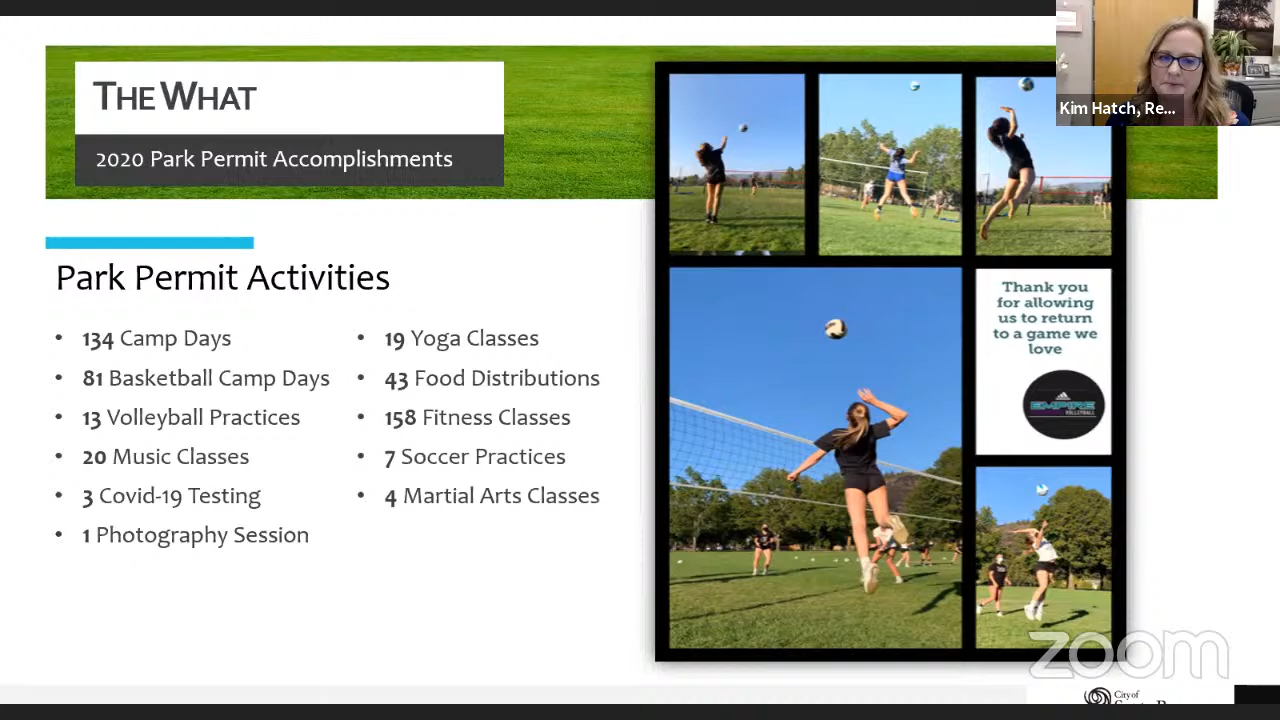 THE WHAT
2020 Park Permit Accomplishments
Kim Hatch, Re...
Park Permit Activities
• 134 Camp Days
• 81 Basketball Camp Days
• 13 Volleyball Practices
• 20 Music Classes
• 3 Covid-19 Testing
• 1 Photography Session
• 19 Yoga Classes
• 43 Food Distributions
• 158 Fitness Classes
• 7 Soccer Practices
• 4 Martial Arts Classes
Thank you
for allowing
us to return
to a game we
love
EMPIRE
VOLLEYBALL
zoom
City of